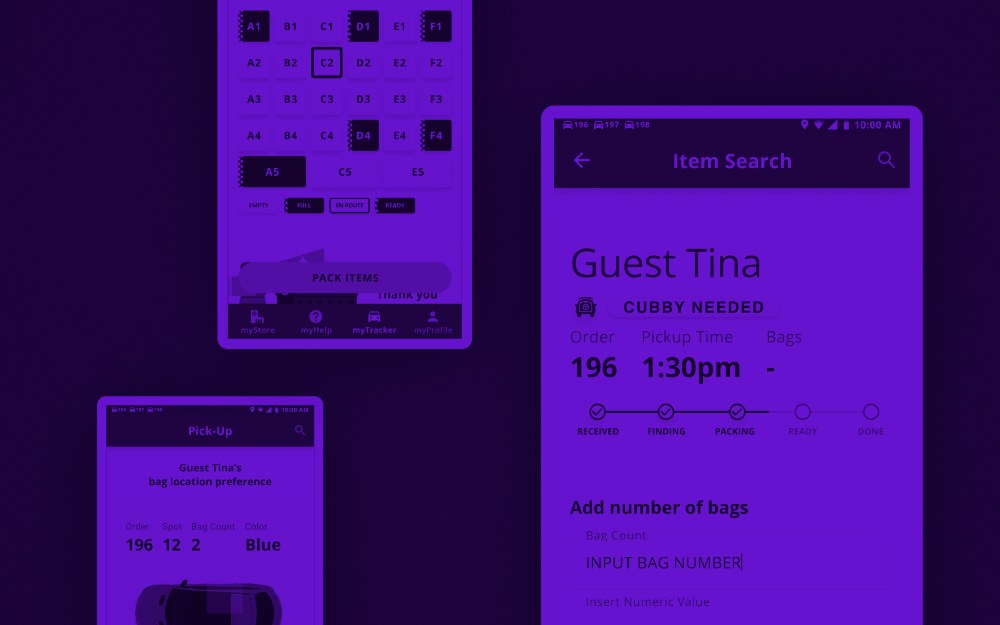 A1 B1 C1 D1 E1 F1
A2 B2 C2 D2 E2 F2
A3 B3 C3 D3 E3 F3
A4 B4 C4 D4 E4 F4
A5 C5 E5
EMPTY FULL EN ROUTE READY
PACK ITEMS
Thank you
myStore myHelp myTracker myProfile
196 197 198 10:00 AM
Pick-Up
Guest Tina's
bag location preference
Order Spot Bag Count Color
196 12 2 Blue
196 197 198 10:00 AM
Item Search
Guest Tina
CUBBY NEEDED
Order Pickup Time Bags
196 1:30pm -
RECEIVED FINDING PACKING READY DONE
Add number of bags
Bag Count
INPUT BAG NUMBER
Insert Numeric Value